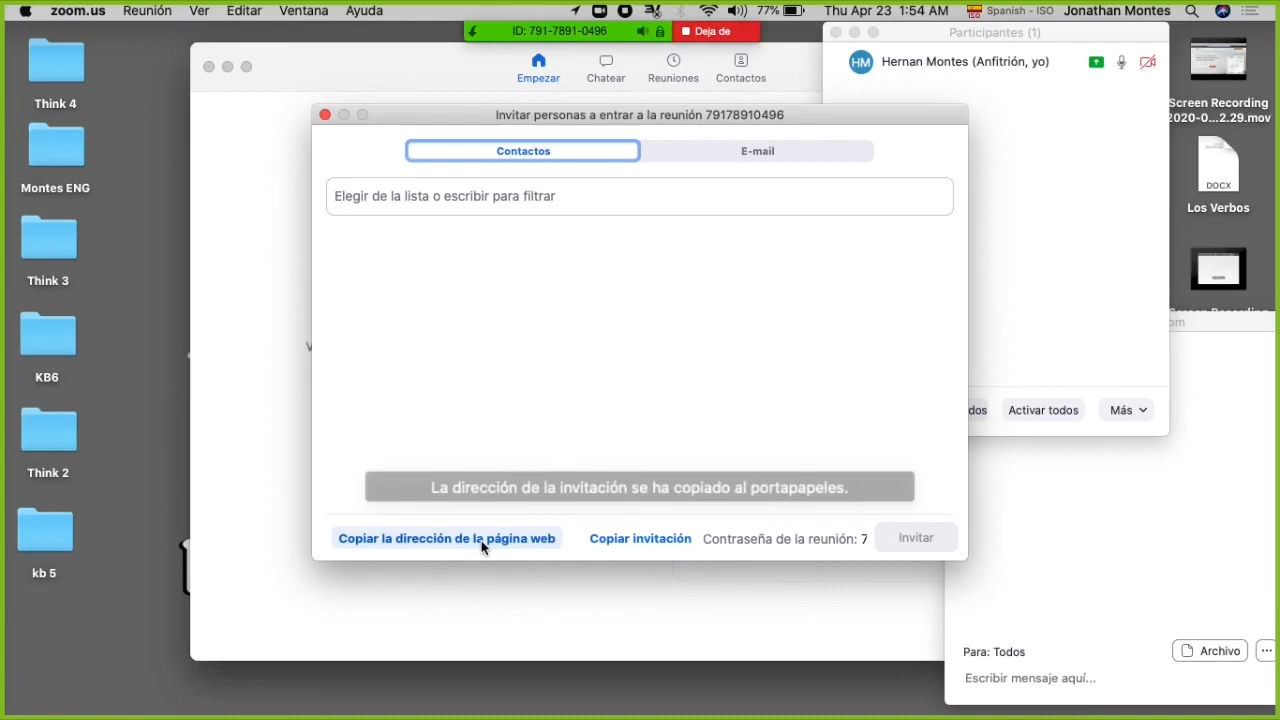 zoom.us Reunión Ver Editar Ventana Ayuda 77% Thu Apr 23 1:54 AM Spanish - ISO Jonathan Montes
ID: 791-7891-0496 Deja de
Participantes (1)
HM Hernan Montes (Anfitrión, yo)
Empezar Chatear Reuniones Contactos
Think 4
Montes ENG
Think 3
KB6
Think 2
kb 5
Invitar personas a entrar a la reunión 79178910496
Contactos E-mail
Elegir de la lista o escribir para filtrar
La dirección de la invitación se ha copiado al portapapeles.
Copiar la dirección de la página web Copiar invitación Contraseña de la reunión: 7 Invitar
Screen Recording
2020-0...2.29.mov
DOCX
Los Verbos
dos Activar todos Más
om
Para: Todos Archivo ...
Escribir mensaje aquí...